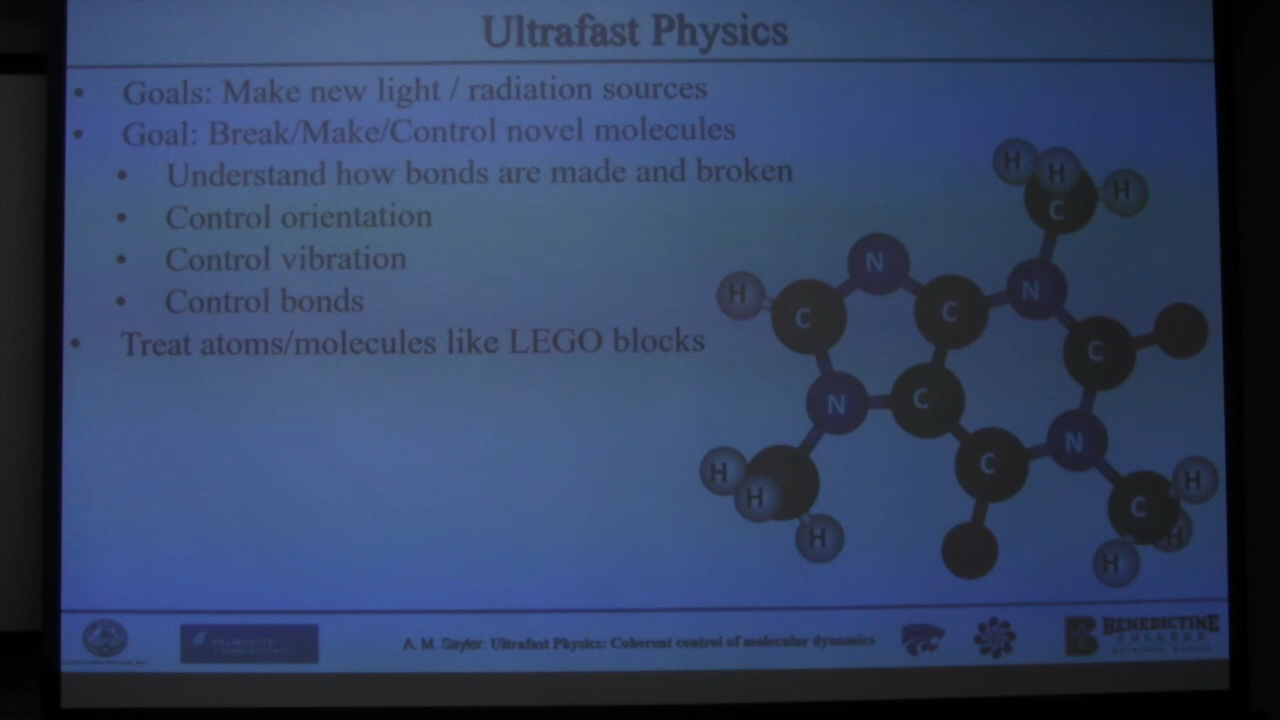 Ultrafast Physics
• Goals: Make new light / radiation sources
• Goal: Break/Make/Control novel molecules
• Understand how bonds are made and broken
• Control orientation
• Control vibration
• Control bonds
• Treat atoms/molecules like LEGO blocks
H H H
C
N
H
N
C
C
C
N
C
N
C
N
H
H
C
H
H
H
H
A. M. Sayler: Ultrafast Physics: Coherent control of molecular dynamics
BENEDICTINE
COLLEGE